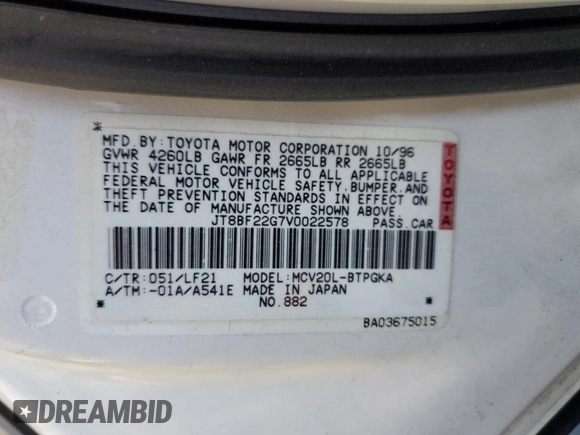 MFD.BY:TOYOTA MOTOR CORPORATION 10/96
GVWR 4260LB GAWR FR 2665LB RR 2665LB
THIS VEHICLE CONFORMS TO ALL APPLICABLE
FEDERAL MOTOR VEHICLE SAFETY,BUMPER,AND
THEFT PREVENTION STANDARDS IN EFFECT ON
THE DATE OF MANUFACTURE SHOWN ABOVE.
JT8BF22G7V0022578 PASS.CAR
TOYOTA
C/TR:051/LF21 MODEL:MCV20L-BTPGKA
A/TM:-01A/A541E MADE IN JAPAN
* NO.882 *
BA03675015
DREAMBID